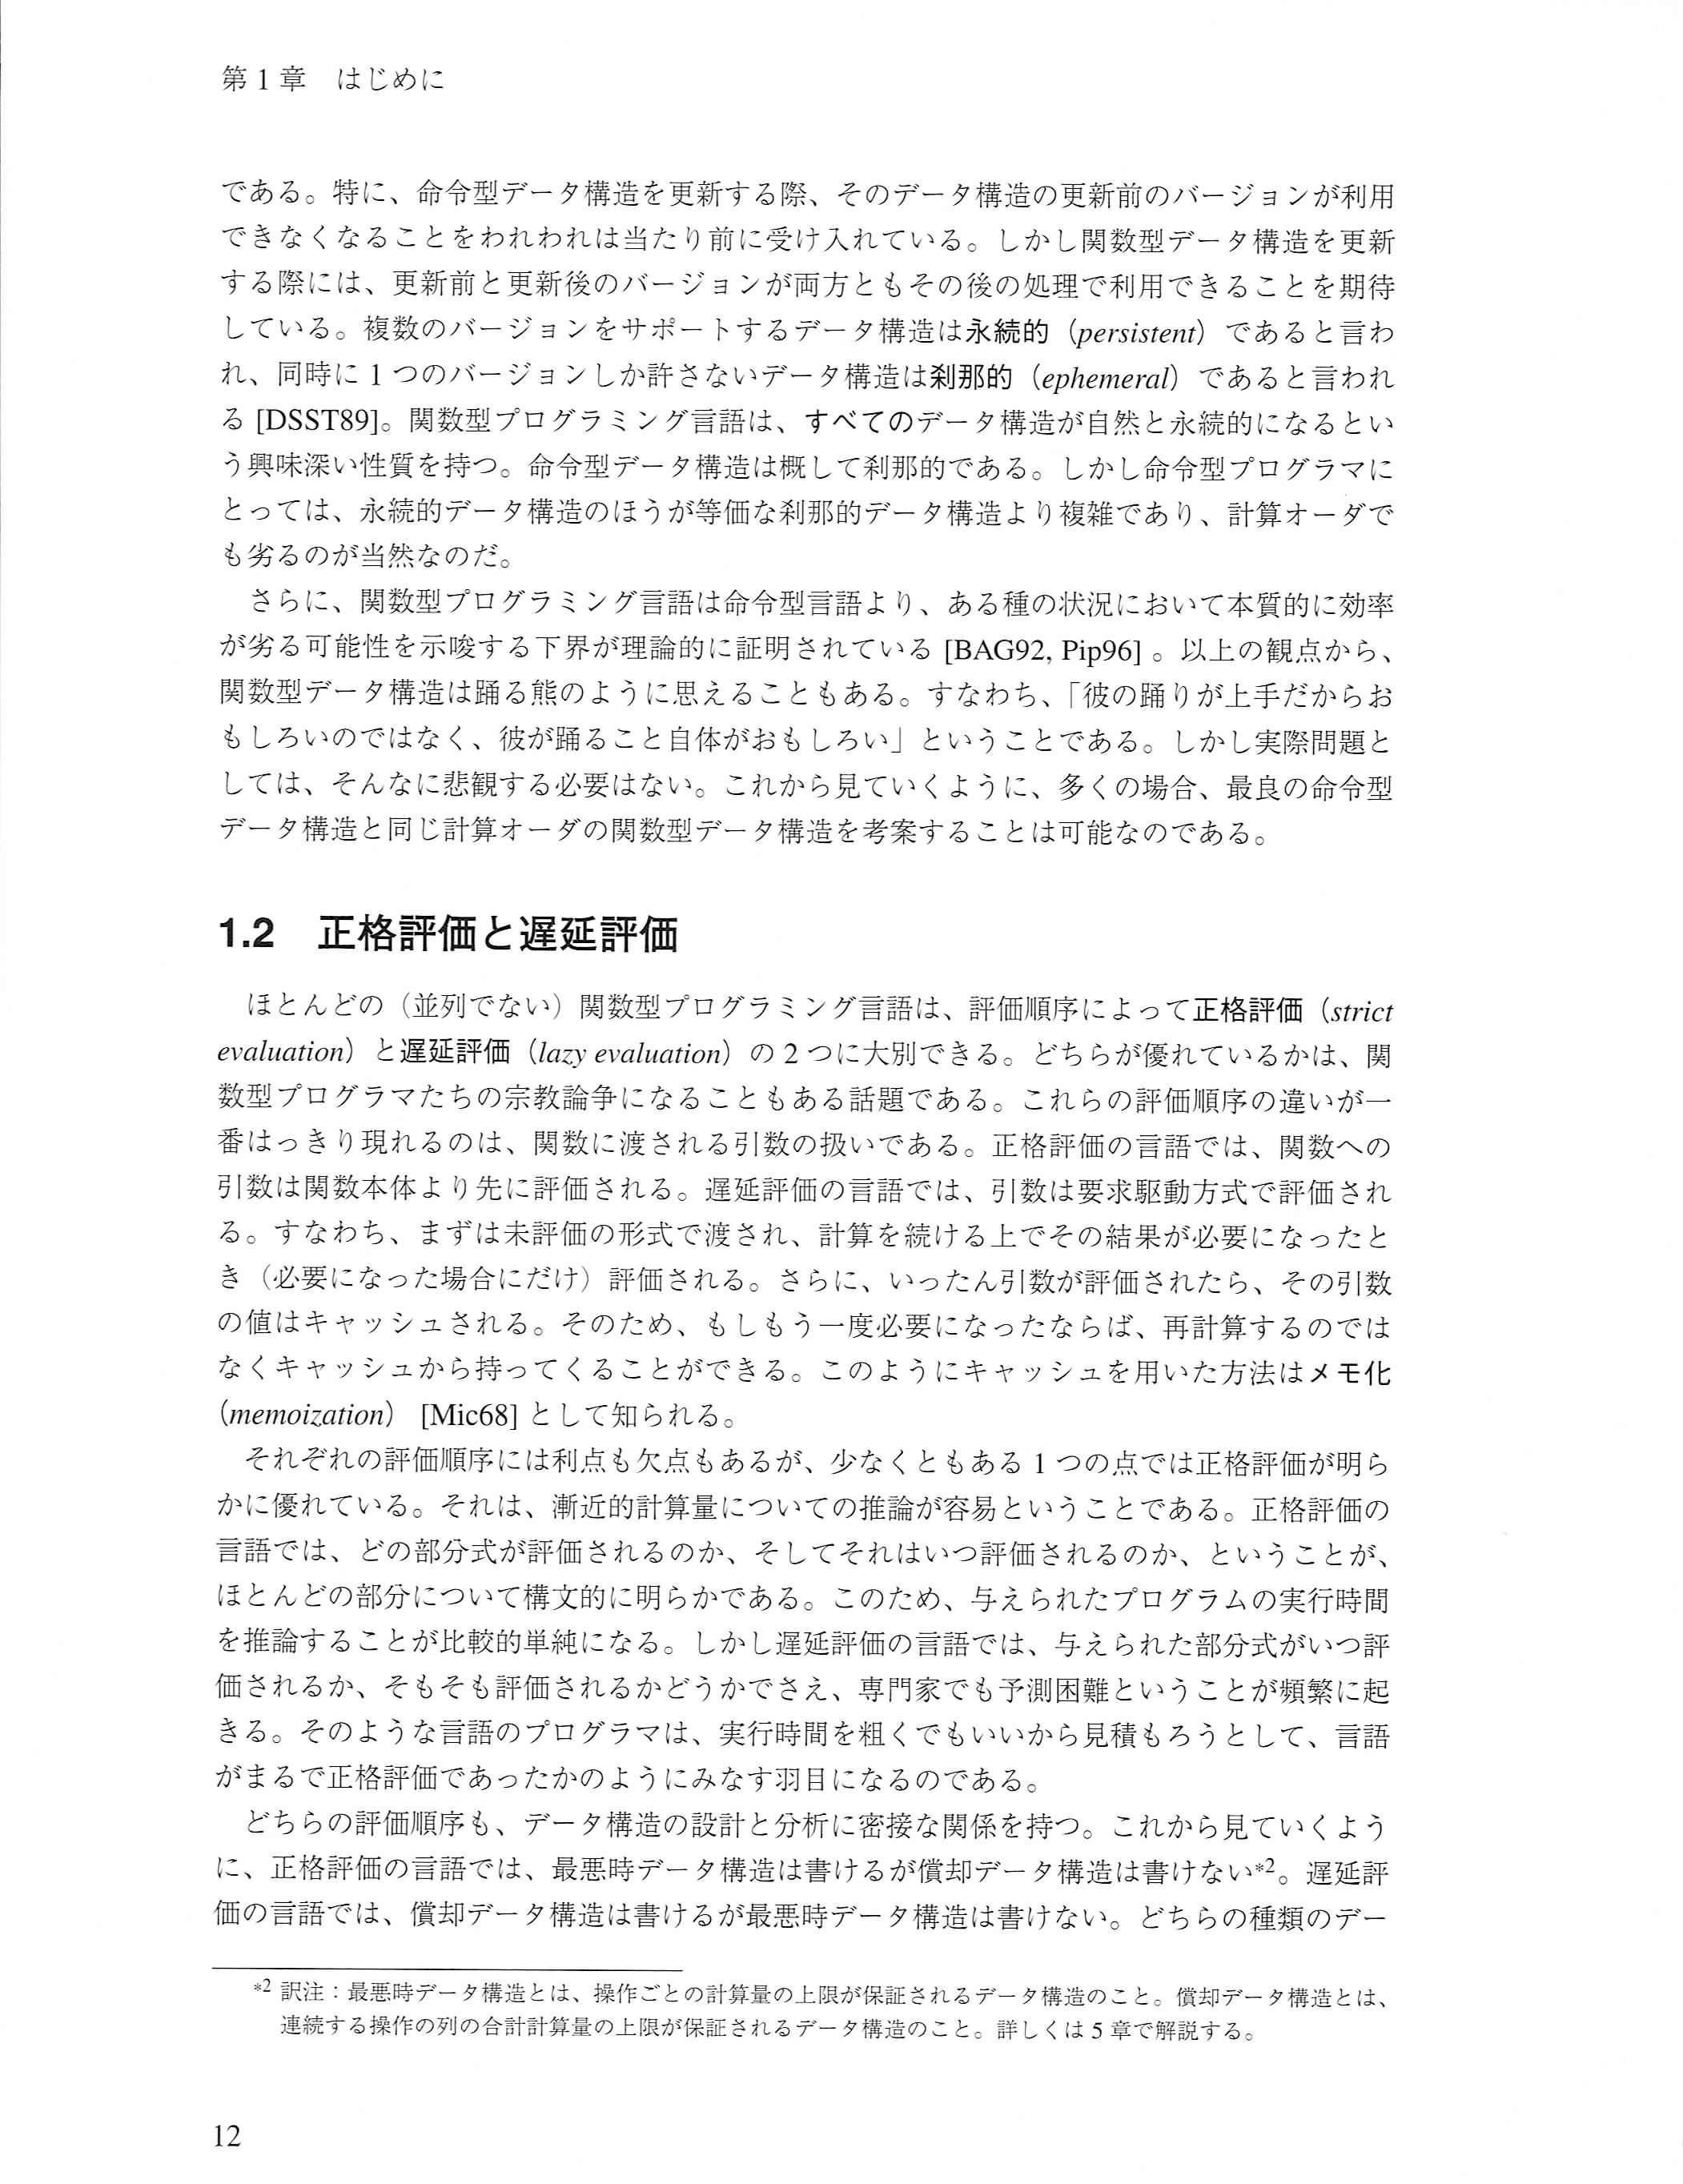 第 1 章　はじめに
である。特に、命令型データ構造を更新する際、そのデータ構造の更新前のバージョンが利用
できなくなることをわれわれは当たり前に受け入れている。しかし関数型データ構造を更新
する際には、更新前と更新後のバージョンが両方ともその後の処理で利用できることを期待
している。複数のバージョンをサポートするデータ構造は永続的（persistent）であると言わ
れ、同時に 1 つのバージョンしか許さないデータ構造は刹那的（ephemeral）であると言われ
る [DSST89]。関数型プログラミング言語は、すべてのデータ構造が自然と永続的になるとい
う興味深い性質を持つ。命令型データ構造は概して刹那的である。しかし命令型プログラマに
とっては、永続的データ構造のほうが等価な刹那的データ構造より複雑であり、計算オーダで
も劣るのが当然なのだ。
さらに、関数型プログラミング言語は命令型言語より、ある種の状況において本質的に効率
が劣る可能性を示唆する下界が理論的に証明されている [BAG92, Pip96] 。以上の観点から、
関数型データ構造は踊る熊のように思えることもある。すなわち、「彼の踊りが上手だからお
もしろいのではなく、彼が踊ること自体がおもしろい」ということである。しかし実際問題と
しては、そんなに悲観する必要はない。これから見ていくように、多くの場合、最良の命令型
データ構造と同じ計算オーダの関数型データ構造を考案することは可能なのである。
1.2　正格評価と遅延評価
ほとんどの（並列でない）関数型プログラミング言語は、評価順序によって正格評価（strict
evaluation）と遅延評価（lazy evaluation）の 2 つに大別できる。どちらが優れているかは、関
数型プログラマたちの宗教論争になることもある話題である。これらの評価順序の違いが一
番はっきり現れるのは、関数に渡される引数の扱いである。正格評価の言語では、関数への
引数は関数本体より先に評価される。遅延評価の言語では、引数は要求駆動方式で評価され
る。すなわち、まずは未評価の形式で渡され、計算を続ける上でその結果が必要になったと
き（必要になった場合にだけ）評価される。さらに、いったん引数が評価されたら、その引数
の値はキャッシュされる。そのため、もしもう一度必要になったならば、再計算するのでは
なくキャッシュから持ってくることができる。このようにキャッシュを用いた方法はメモ化
（memoization） [Mic68] として知られる。
それぞれの評価順序には利点も欠点もあるが、少なくともある 1 つの点では正格評価が明ら
かに優れている。それは、漸近的計算量についての推論が容易ということである。正格評価の
言語では、どの部分式が評価されるのか、そしてそれはいつ評価されるのか、ということが、
ほとんどの部分について構文的に明らかである。このため、与えられたプログラムの実行時間
を推論することが比較的単純になる。しかし遅延評価の言語では、与えられた部分式がいつ評
価されるか、そもそも評価されるかどうかでさえ、専門家でも予測困難ということが頻繁に起
きる。そのような言語のプログラマは、実行時間を粗くでもいいから見積もろうとして、言語
がまるで正格評価であったかのようにみなす羽目になるのである。
どちらの評価順序も、データ構造の設計と分析に密接な関係を持つ。これから見ていくよう
に、正格評価の言語では、最悪時データ構造は書けるが償却データ構造は書けない*2。遅延評
価の言語では、償却データ構造は書けるが最悪時データ構造は書けない。どちらの種類のデー
*2 訳注：最悪時データ構造とは、操作ごとの計算量の上限が保証されるデータ構造のこと。償却データ構造とは、
連続する操作の列の合計計算量の上限が保証されるデータ構造のこと。詳しくは 5 章で解説する。
12